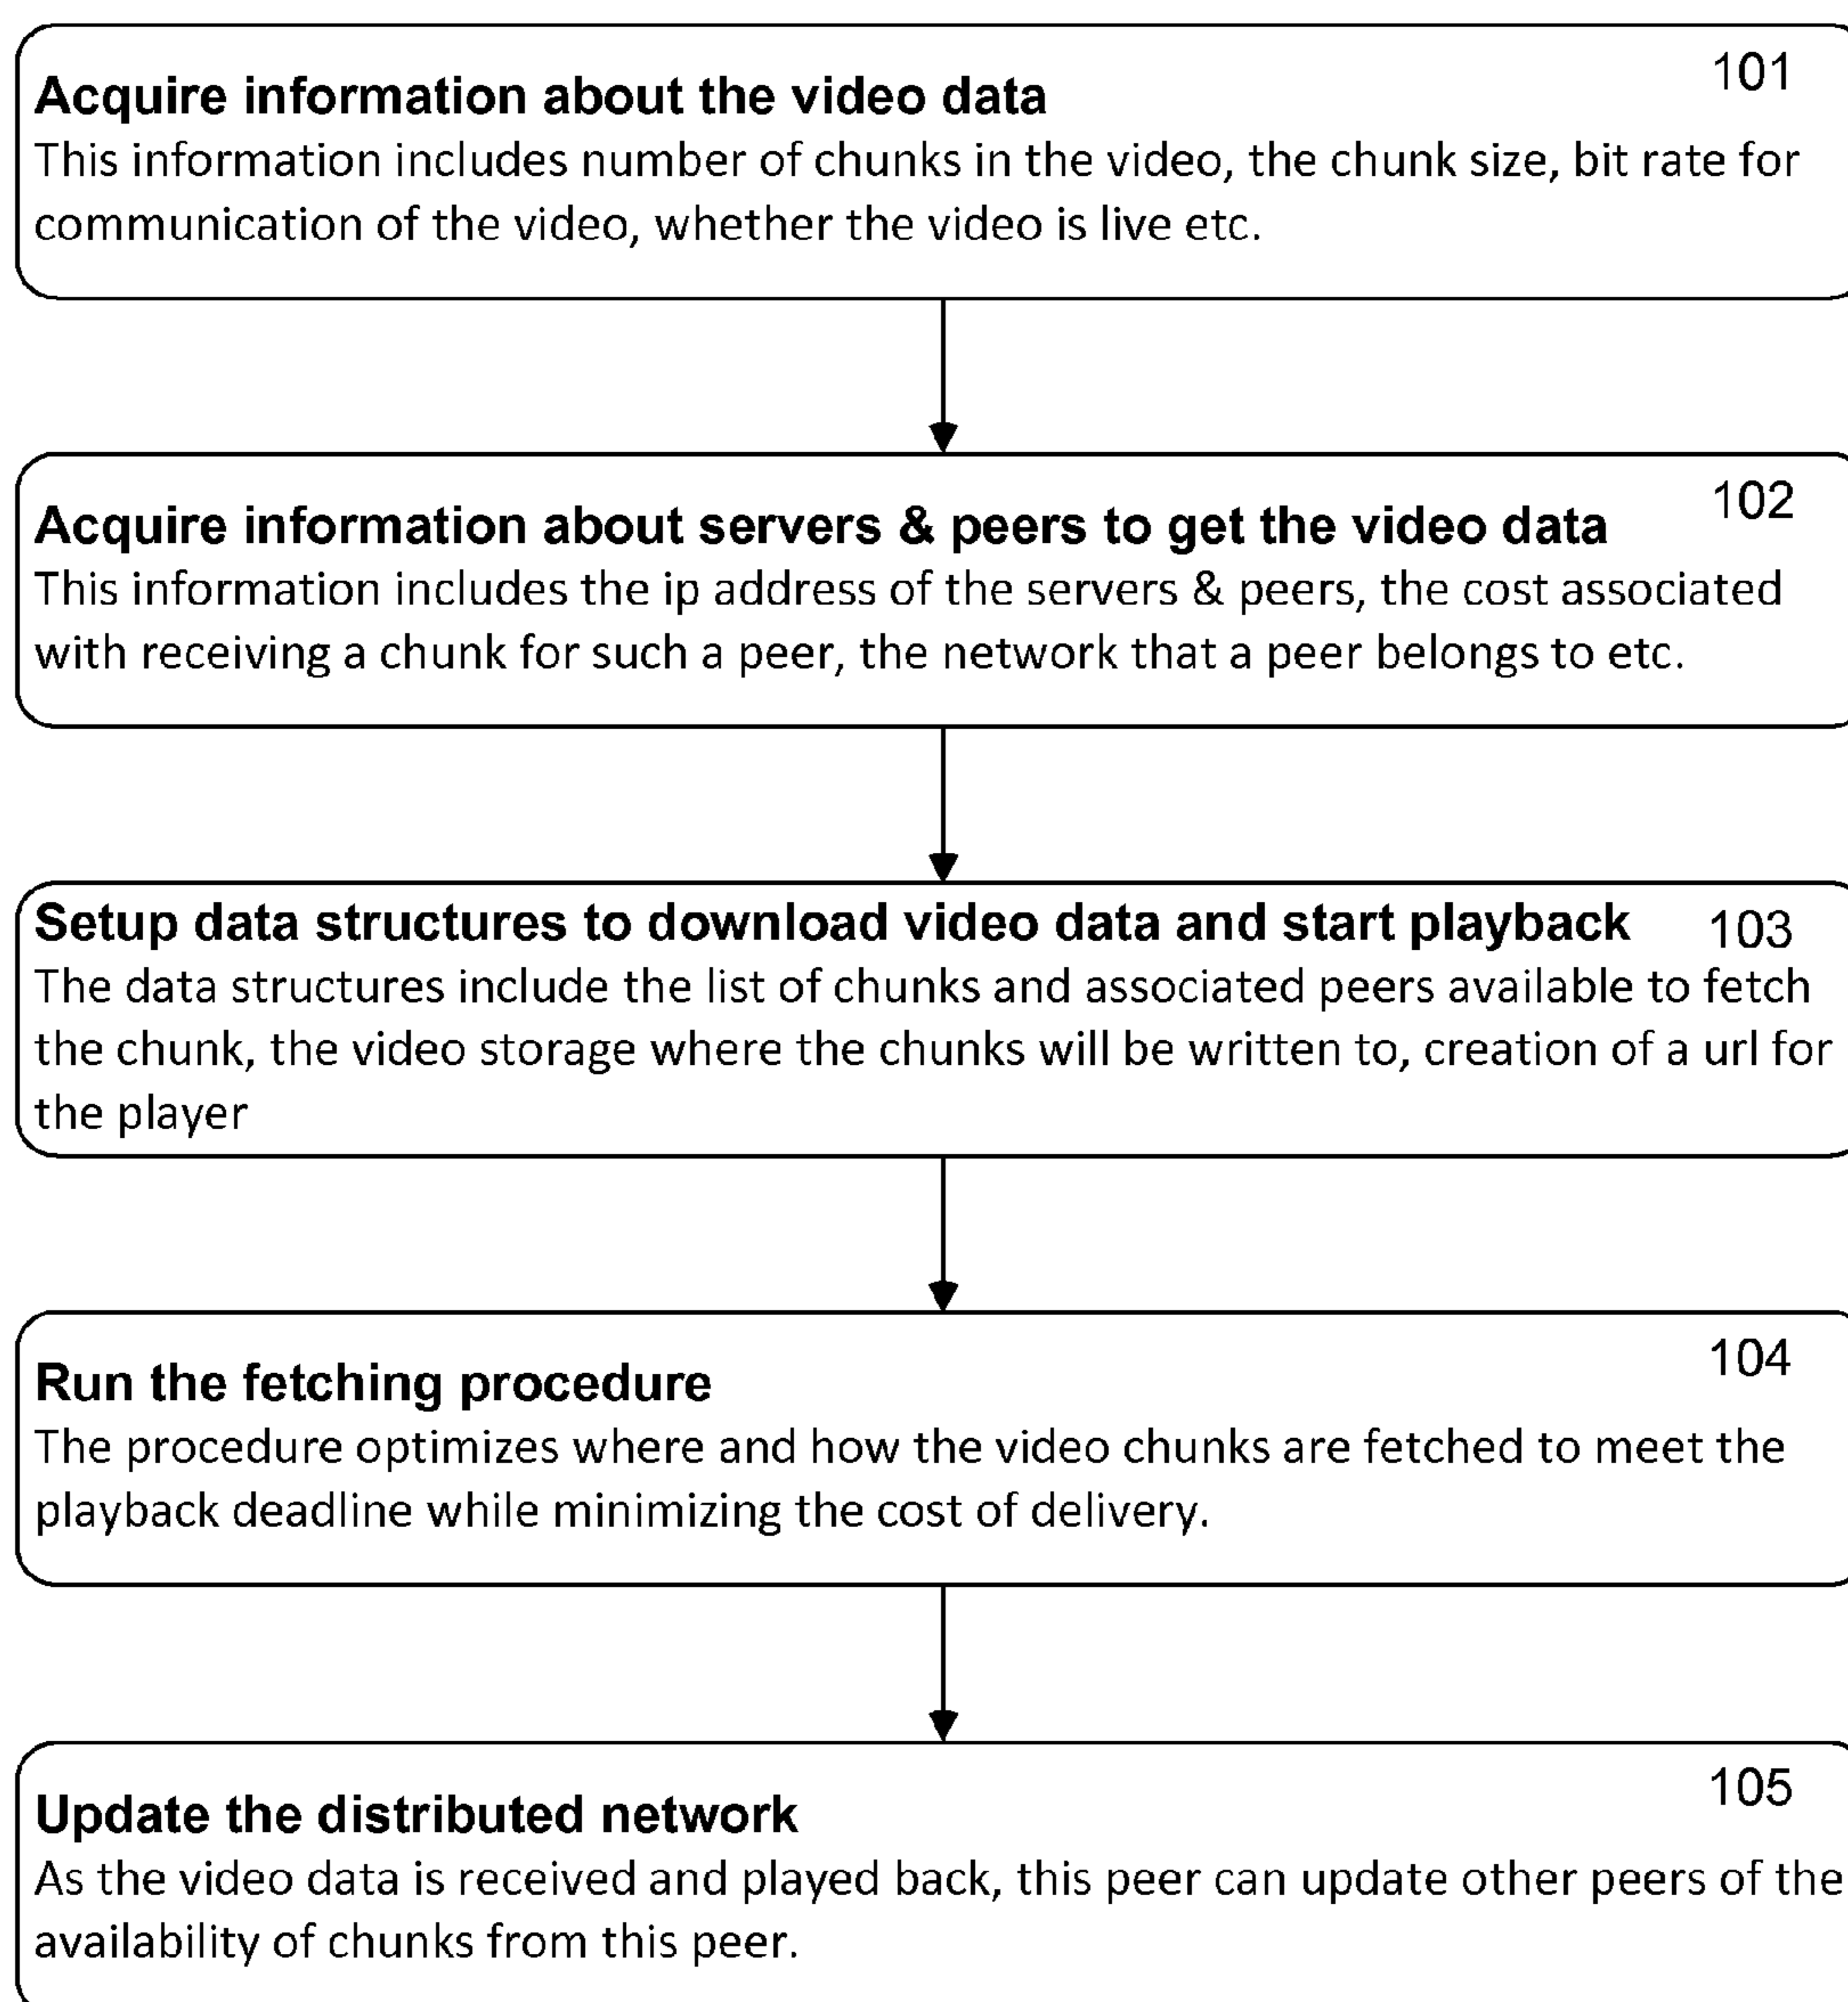 101
Acquire information about the video data
This information includes number of chunks in the video, the chunk size, bit rate for
communication of the video, whether the video is live etc.
102
Acquire information about servers & peers to get the video data
This information includes the ip address of the servers & peers, the cost associated
with receiving a chunk for such a peer, the network that a peer belongs to etc.
Setup data structures to download video data and start playback 103
The data structures include the list of chunks and associated peers available to fetch
the chunk, the video storage where the chunks will be written to, creation of a url for
the player
104
Run the fetching procedure
The procedure optimizes where and how the video chunks are fetched to meet the
playback deadline while minimizing the cost of delivery.
105
Update the distributed network
As the video data is received and played back, this peer can update other peers of the
availability of chunks from this peer.